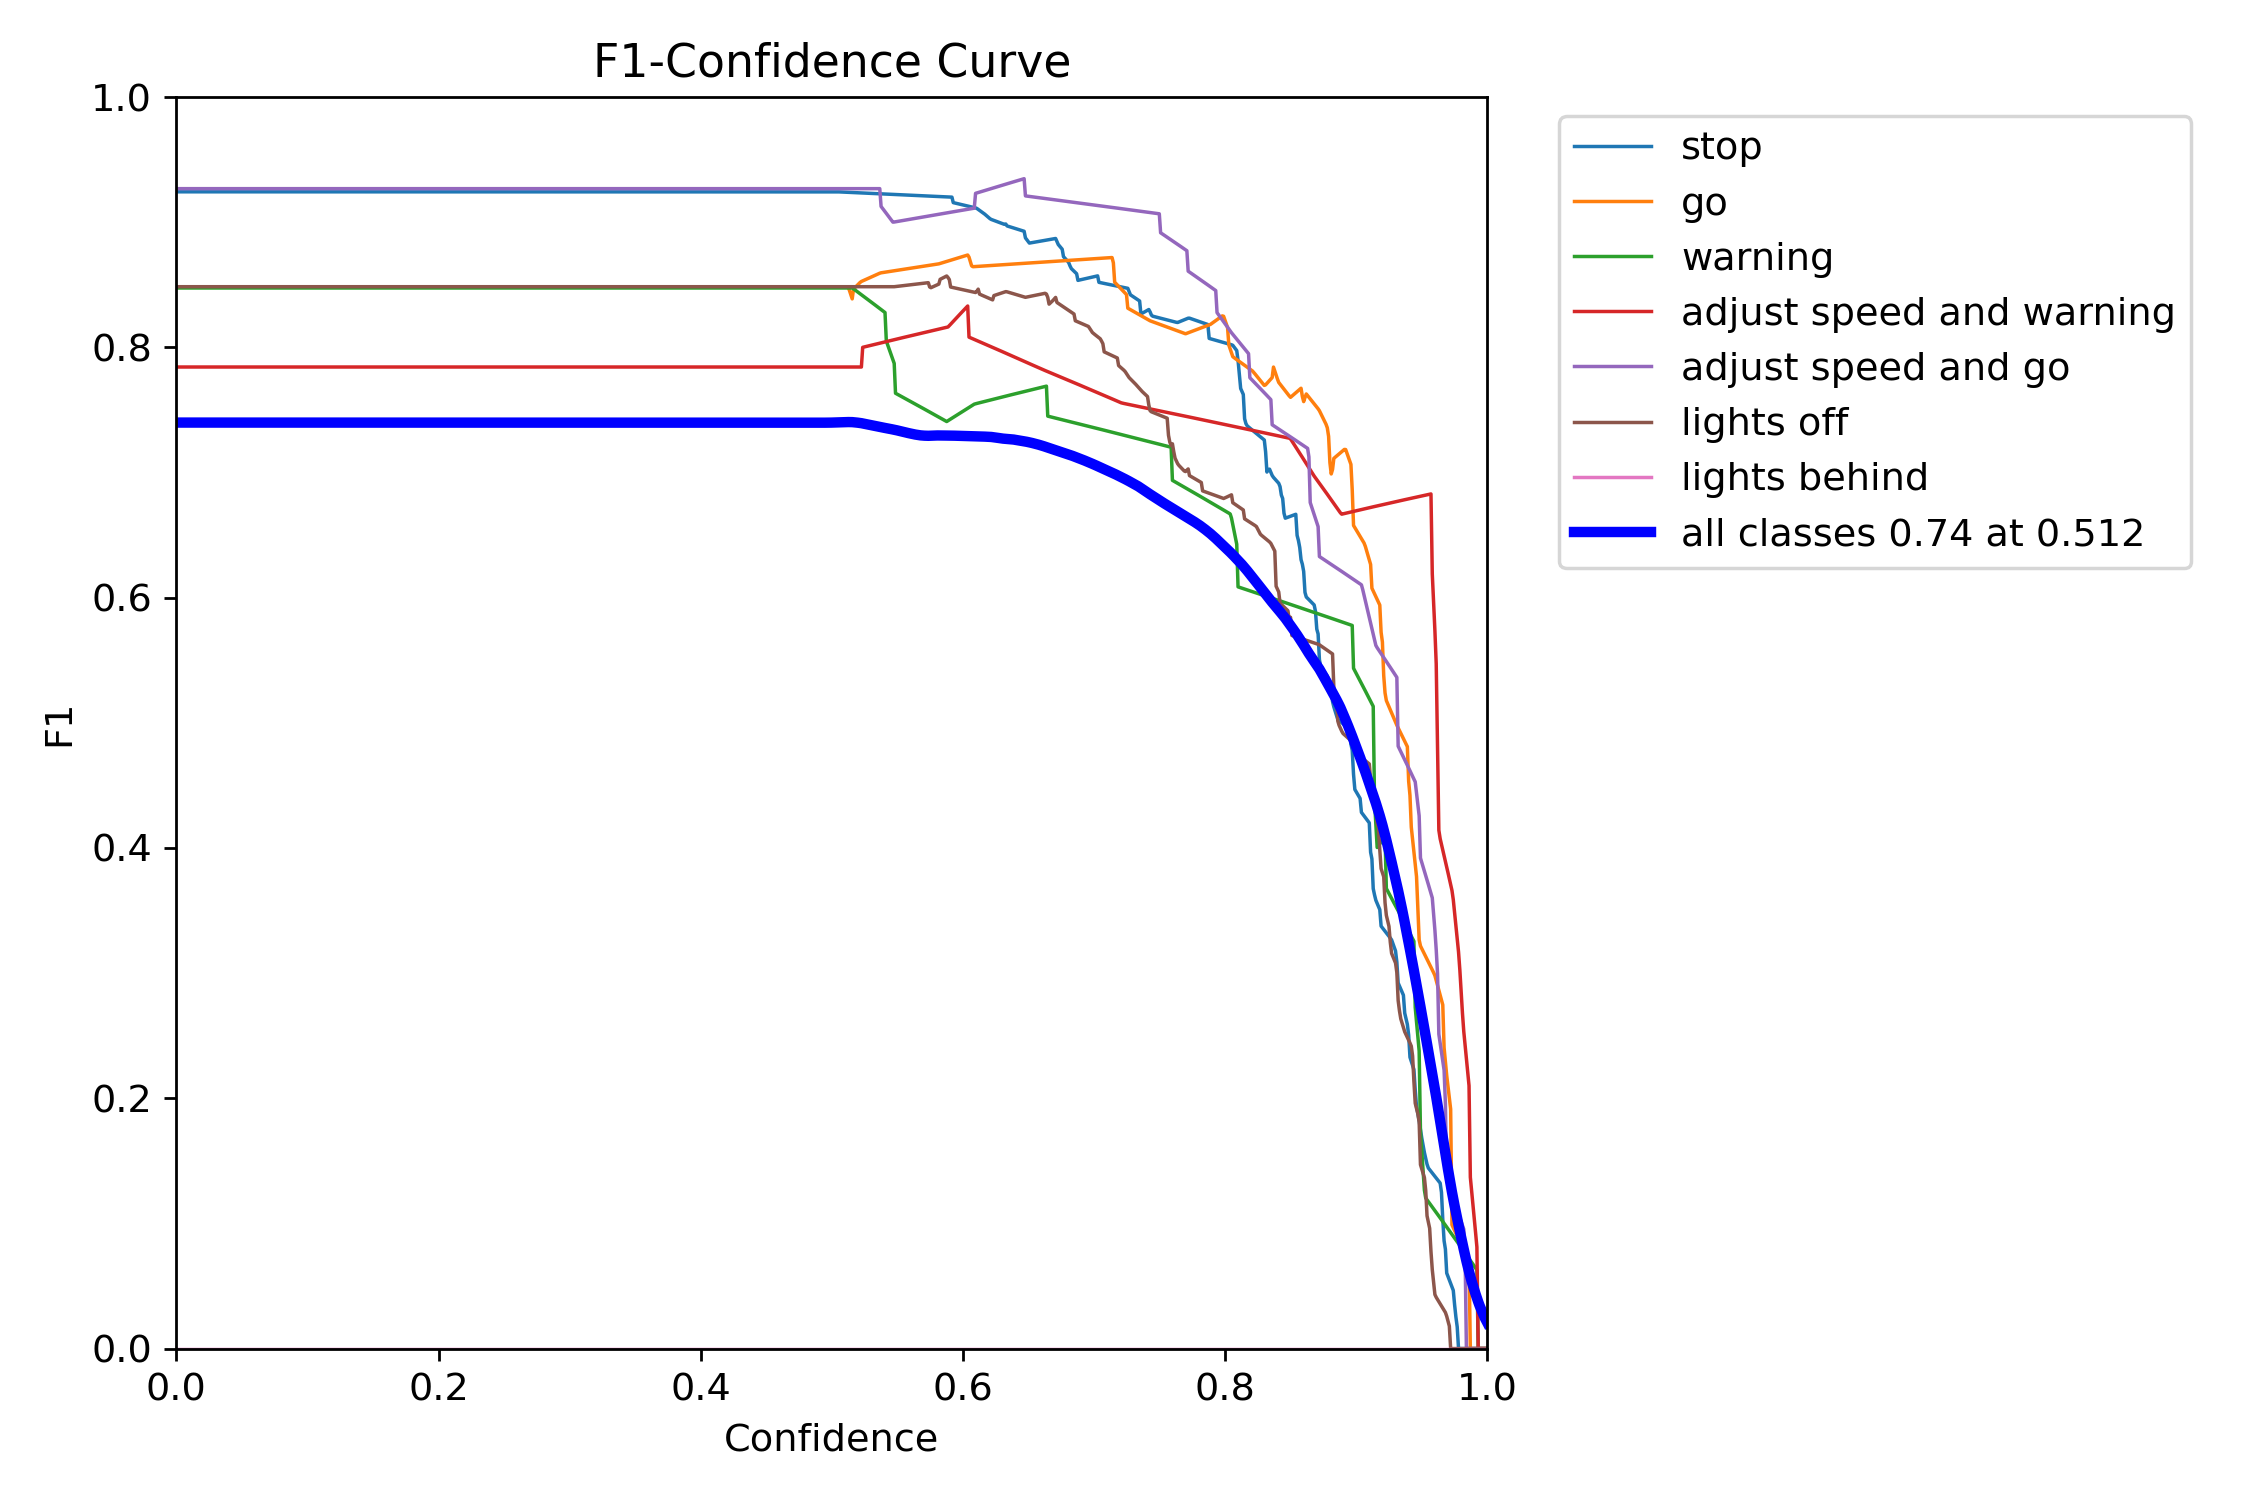 F1-Confidence Curve
1.0
0.8
0.6
0.4
0.2
0.0
F1
0.0 0.2 0.4 0.6 0.8 1.0
Confidence
stop
go
warning
adjust speed and warning
adjust speed and go
lights off
lights behind
all classes 0.74 at 0.512